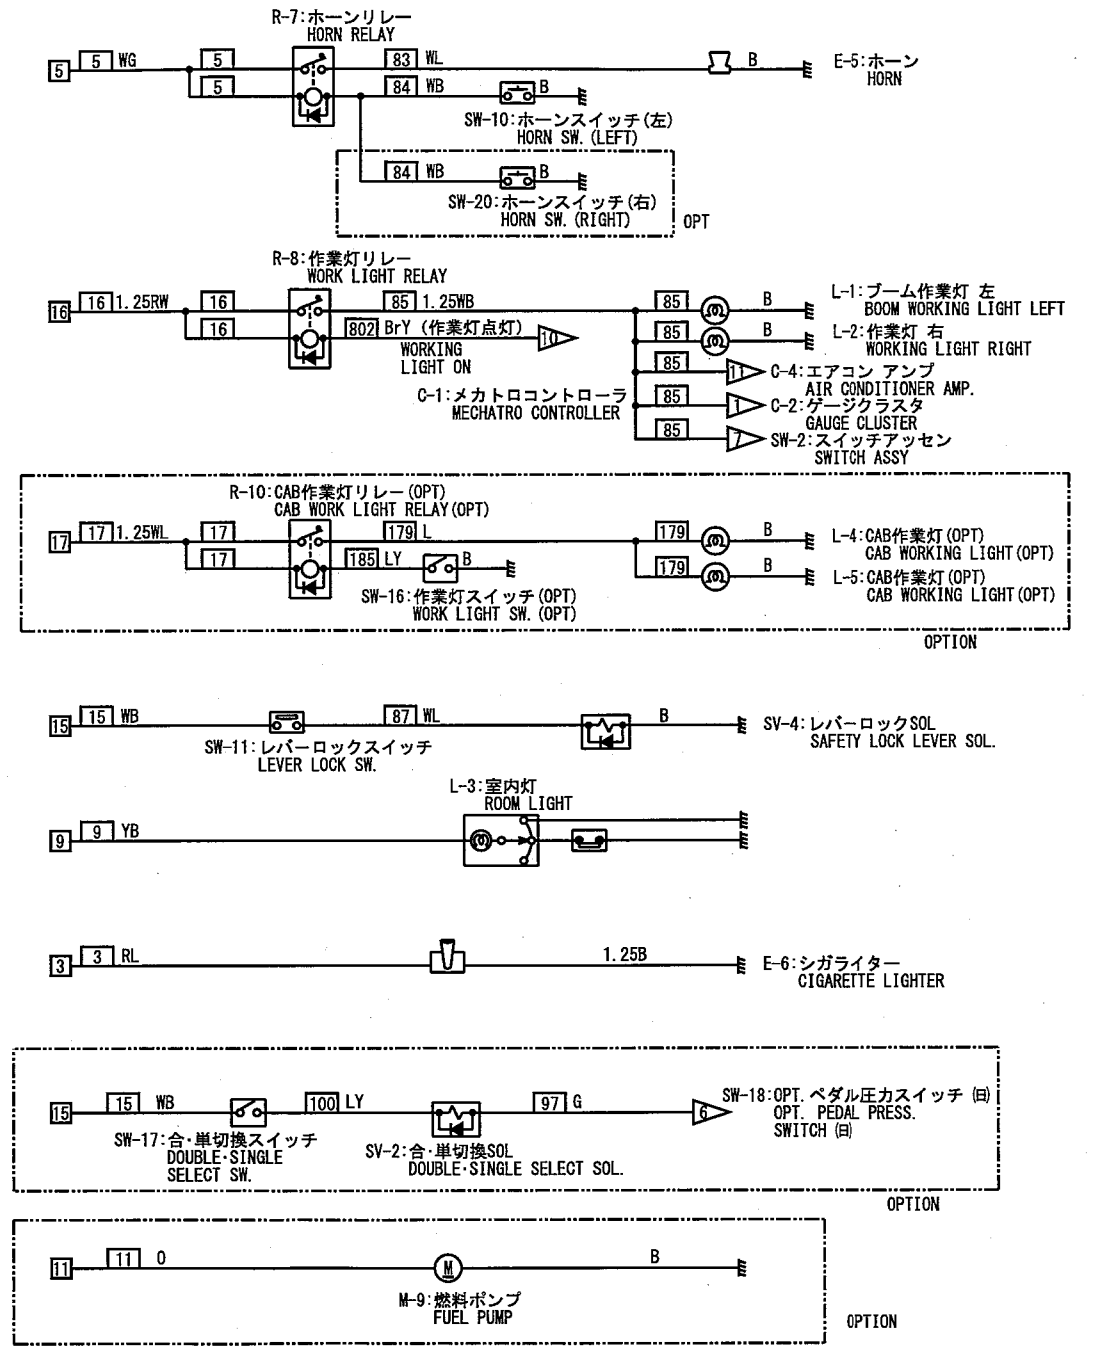 R-7:ホーンリレー
HORN RELAY
5
5 WG
5
5
83 WL
B
E-5:ホーン
HORN
84 WB
B
SW-10:ホーンスイッチ(左)
HORN SW.(LEFT)
84 WB
B
SW-20:ホーンスイッチ(右)
HORN SW.(RIGHT)
OPT
R-8:作業灯リレー
WORK LIGHT RELAY
16
16 1.25RW
16
16
85 1.25WB
802 BrY (作業灯点灯)
WORKING
LIGHT ON
10
C-1:メカトロコントローラ
MECHATRO CONTROLLER
85
B
L-1:ブーム作業灯 左
BOOM WORKING LIGHT LEFT
85
B
L-2:作業灯 右
WORKING LIGHT RIGHT
85
11
C-4:エアコン アンプ
AIR CONDITIONER AMP.
85
1
C-2:ゲージクラスタ
GAUGE CLUSTER
85
7
SW-2:スイッチアッセン
SWITCH ASSY
R-10:CAB作業灯リレー(OPT)
CAB WORK LIGHT RELAY(OPT)
17
17 1.25WL
17
17
179 L
185 LY
B
SW-16:作業灯スイッチ(OPT)
WORK LIGHT SW.(OPT)
179
B
L-4:CAB作業灯(OPT)
CAB WORKING LIGHT(OPT)
179
B
L-5:CAB作業灯(OPT)
CAB WORKING LIGHT(OPT)
OPTION
15
15 WB
87 WL
B
SW-11:レバーロックスイッチ
LEVER LOCK SW.
SV-4:レバーロックSOL
SAFETY LOCK LEVER SOL.
L-3:室内灯
ROOM LIGHT
9
9 YB
3
3 RL
1.25B
E-6:シガライター
CIGARETTE LIGHTER
15
15 WB
100 LY
97 G
6
SW-17:合・単切換スイッチ
DOUBLE・SINGLE
SELECT SW.
SV-2:合・単切換SOL
DOUBLE・SINGLE SELECT SOL.
SW-18:OPT.ペダル圧力スイッチ (日)
OPT. PEDAL PRESS.
SWITCH (日)
OPTION
11
11 O
M
B
M-9:燃料ポンプ
FUEL PUMP
OPTION